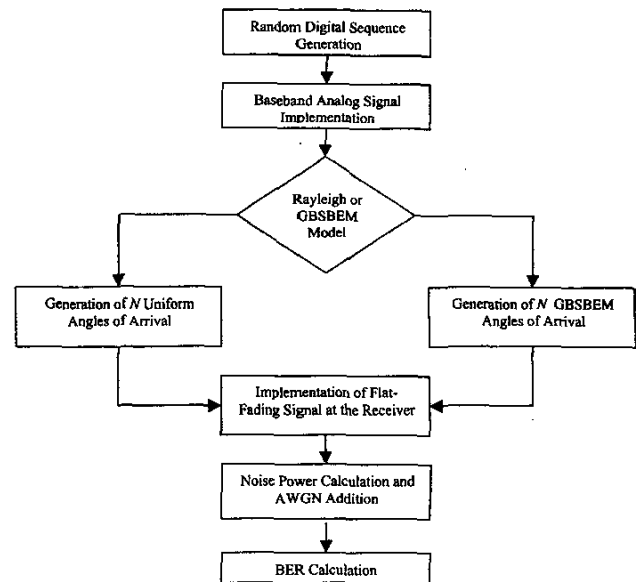 Random Digital Sequence
Generation
Baseband Analog Signal
Implementation
Rayleigh or
GBSBEM
Model
Generation of N Uniform
Angles of Arrival
Generation of N GBSBEM
Angles of Arrival
Implementation of Flat-
Fading Signal at the Receiver
Noise Power Calculation and
AWGN Addition
BER Calculation